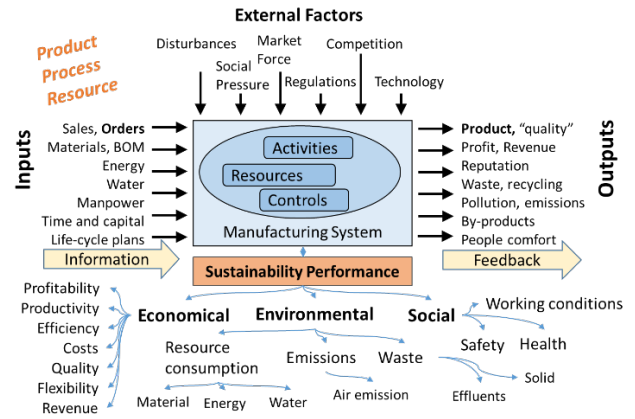 External Factors
Product
Process
Resource
Disturbances
Social
Pressure
Market
Force
Regulations
Competition
Technology
Inputs
Sales, Orders
Materials, BOM
Energy
Water
Manpower
Time and capital
Life-cycle plans
Information
Activities
Resources
Controls
Manufacturing System
Sustainability Performance
Product, “quality”
Profit, Revenue
Reputation
Waste, recycling
Pollution, emissions
By-products
People comfort
Outputs
Feedback
Profitability
Productivity
Efficiency
Costs
Quality
Flexibility
Revenue
Economical
Environmental
Social
Resource
consumption
Material
Energy
Water
Emissions
Air emission
Waste
Effluents
Solid
Working conditions
Safety
Health